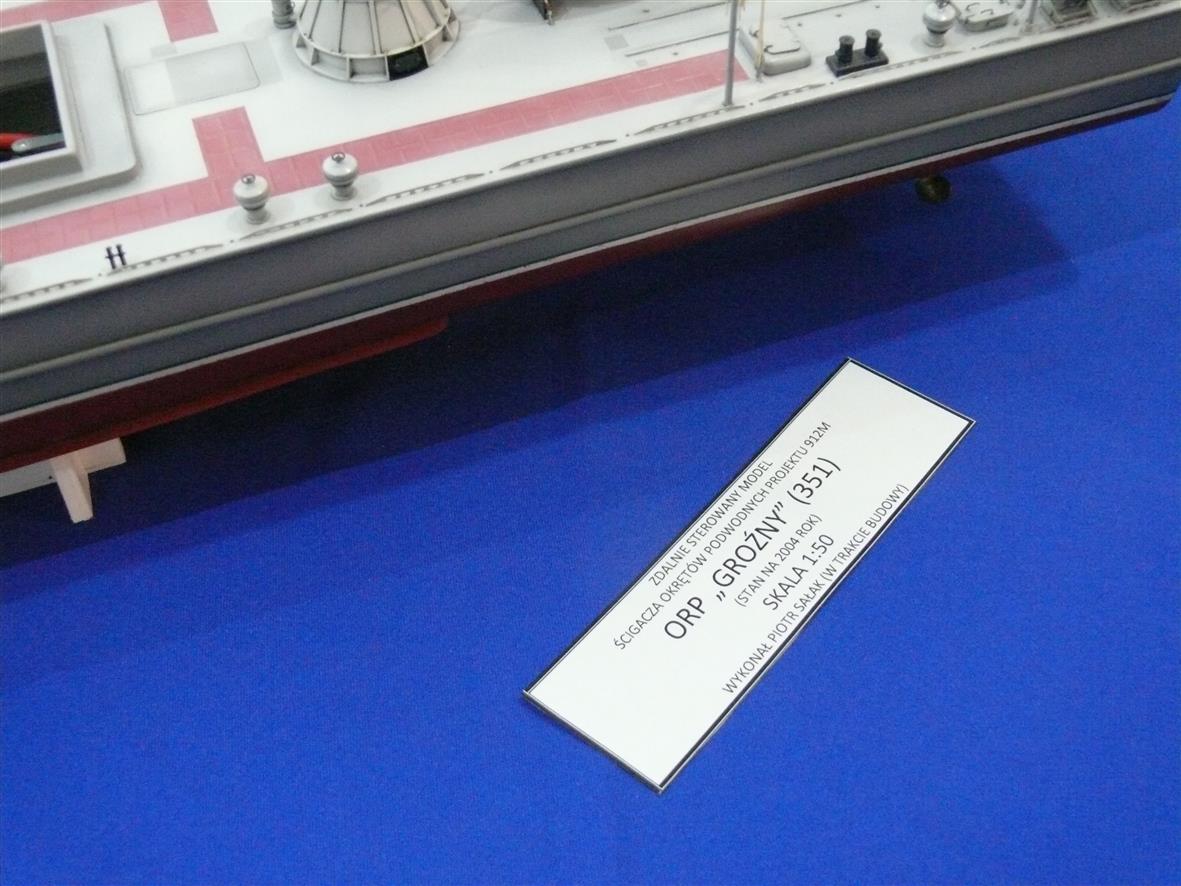 ZDALNIE STEROWANY MODEL
ŚCIGACZA OKRĘTÓW PODWODNYCH PROJEKTU 912M
ORP „GROŹNY” (351)
(STAN NA 2004 ROK)
SKALA 1:50
WYKONAŁ PIOTR SAŁAK (W TRAKCIE BUDOWY)